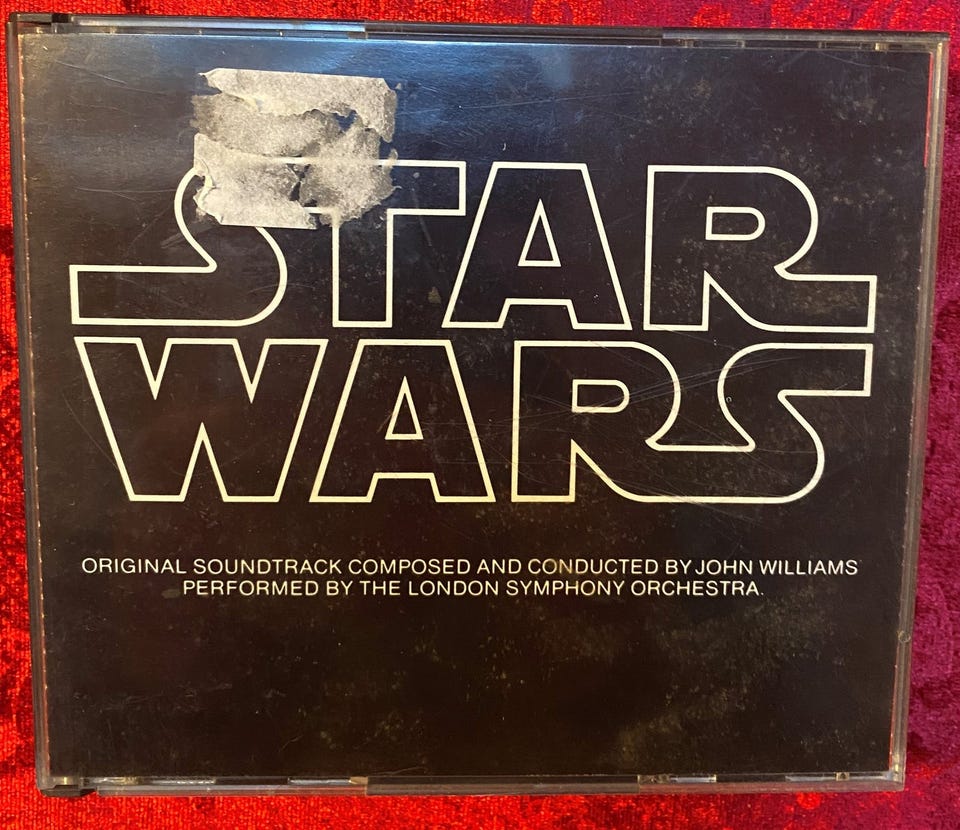 STAR
WARS
ORIGINAL SOUNDTRACK COMPOSED AND CONDUCTED BY JOHN WILLIAMS
PERFORMED BY THE LONDON SYMPHONY ORCHESTRA.